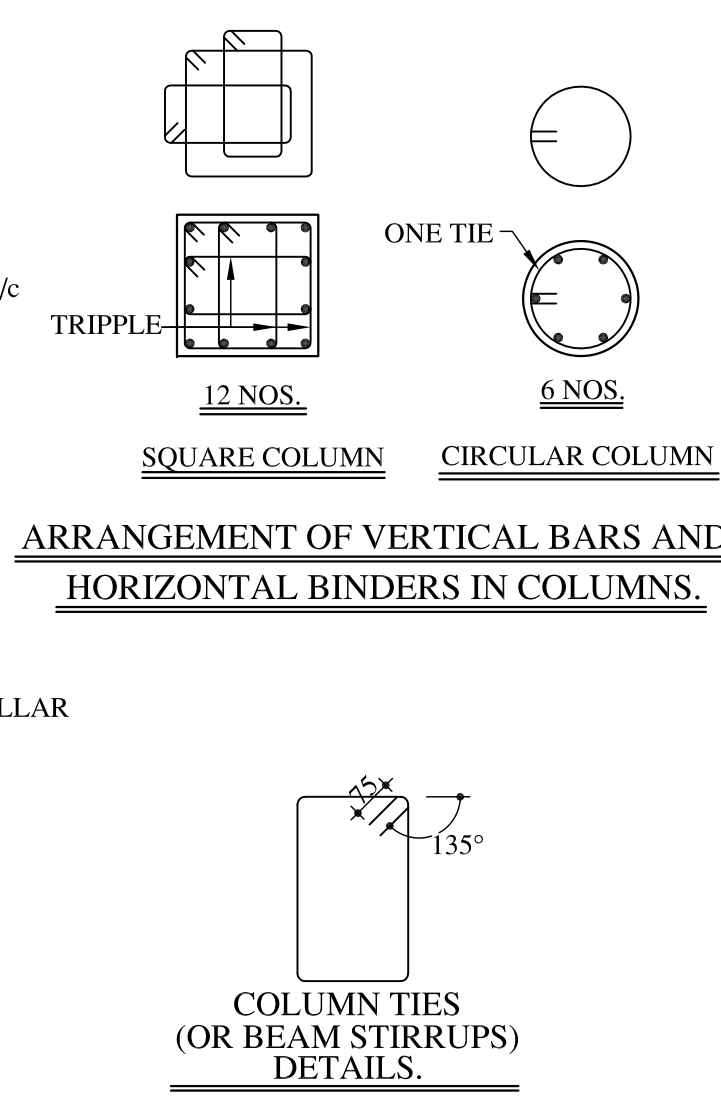 ONE TIE
/c
TRIPPLE
12 NOS.
6 NOS.
SQUARE COLUMN
CIRCULAR COLUMN
ARRANGEMENT OF VERTICAL BARS AND
HORIZONTAL BINDERS IN COLUMNS.
LLAR
75
135°
COLUMN TIES
(OR BEAM STIRRUPS)
DETAILS.